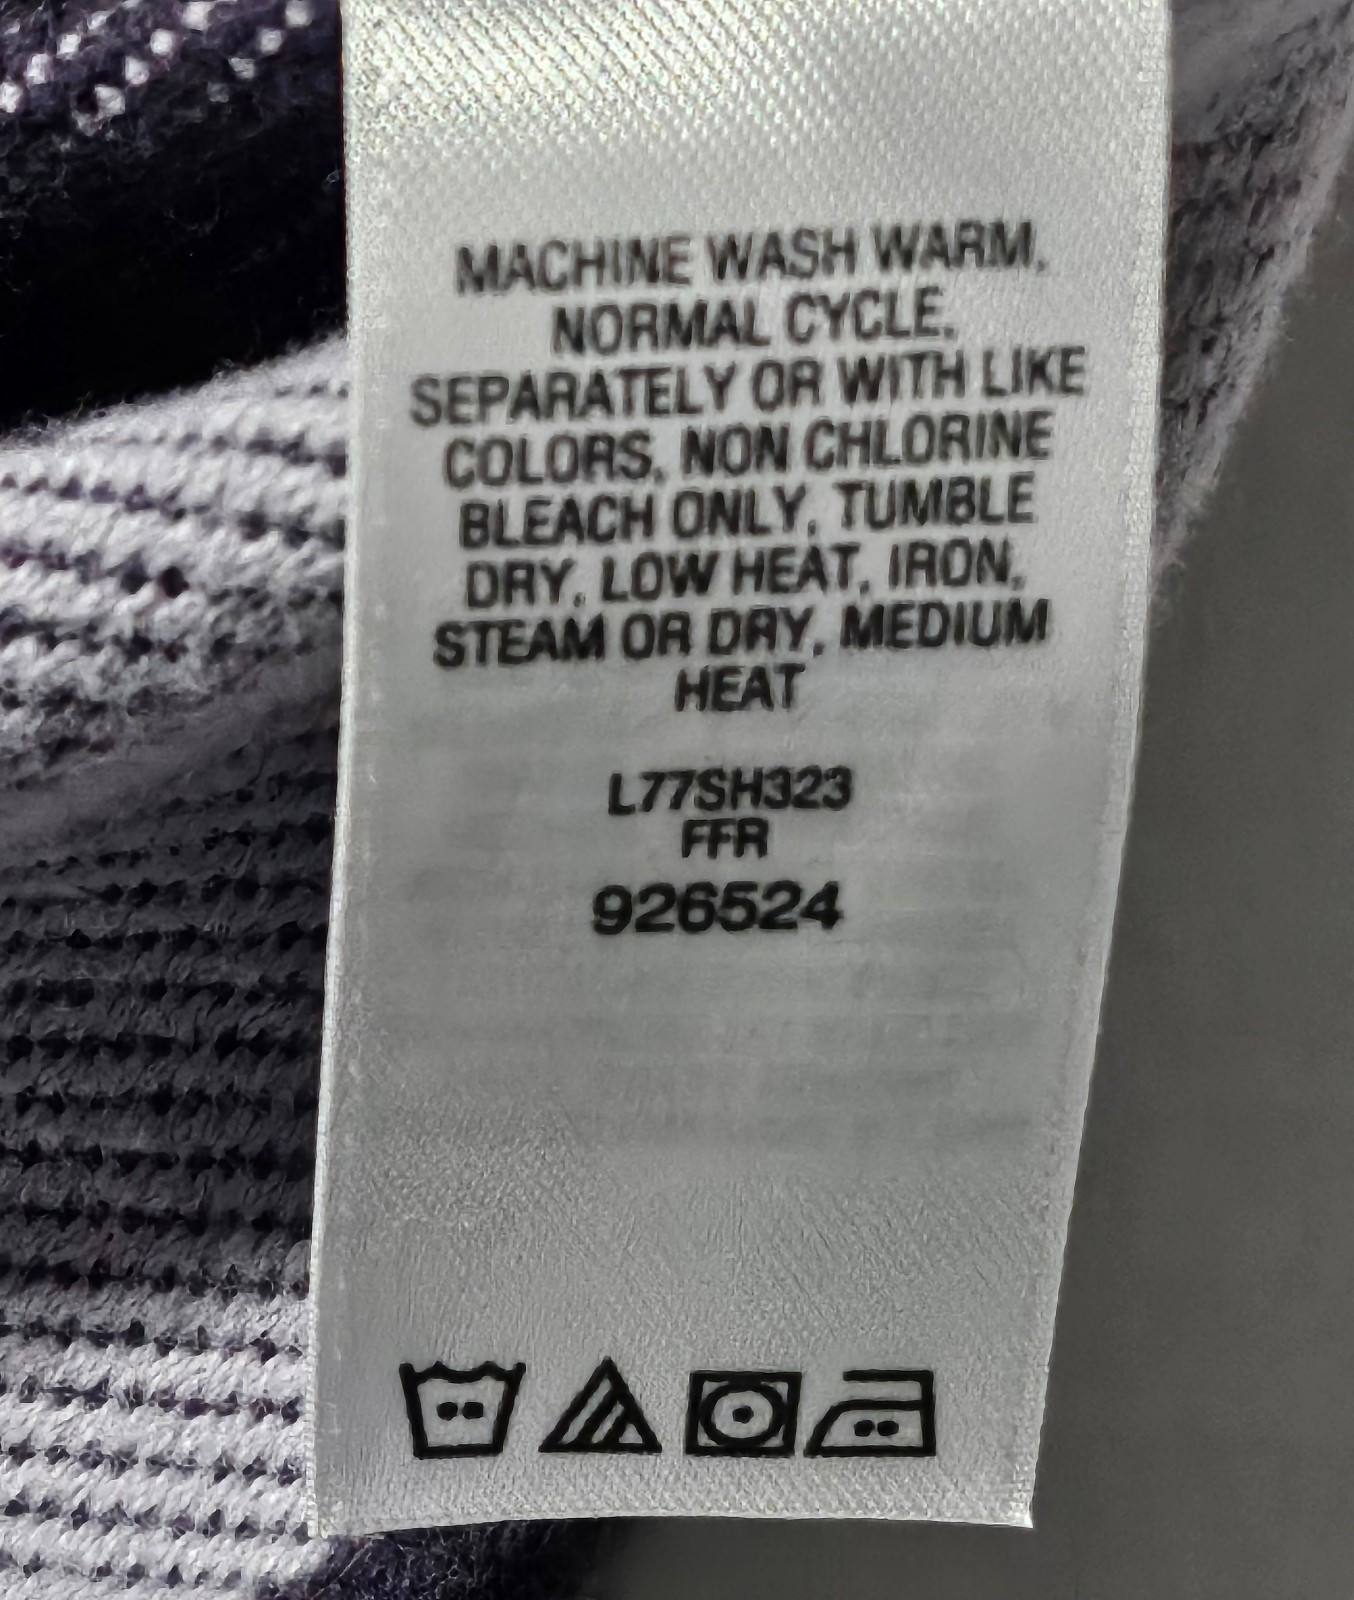 MACHINE WASH WARM,
NORMAL CYCLE,
SEPARATELY OR WITH LIKE
COLORS, NON CHLORINE
BLEACH ONLY, TUMBLE
DRY, LOW HEAT, IRON,
STEAM OR DRY, MEDIUM
HEAT
L77SH323
FFR
926524